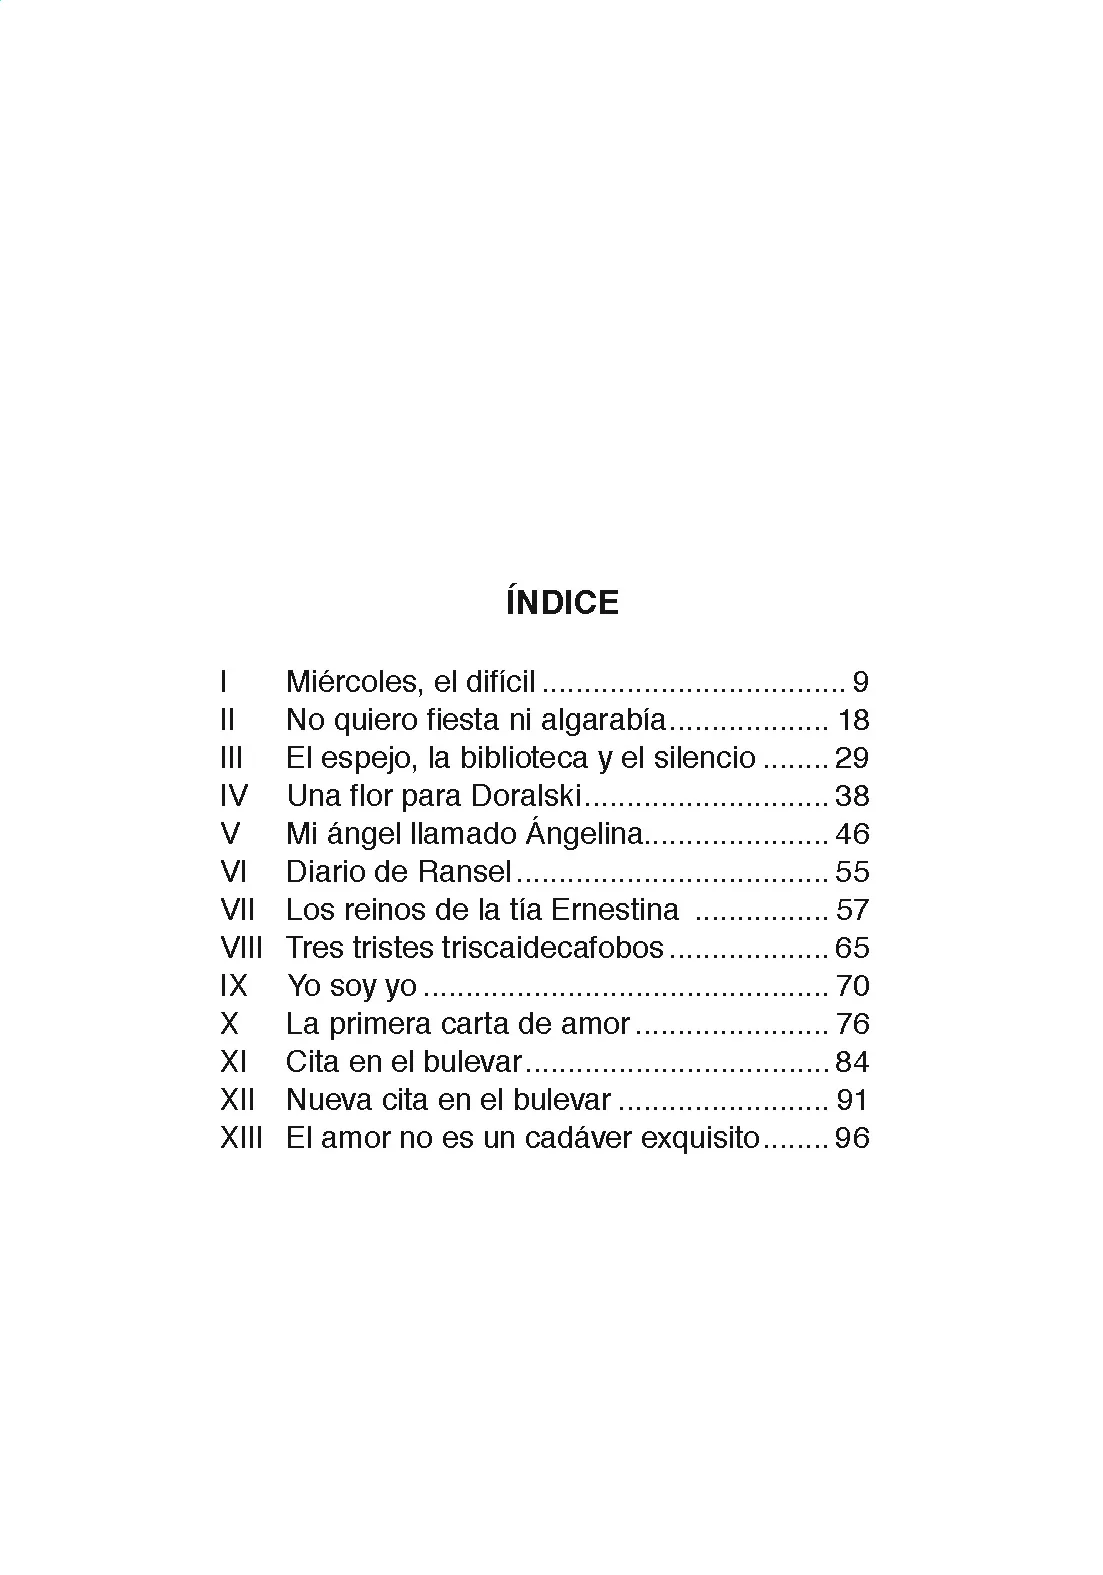 ÍNDICE
I Miércoles, el difícil .................................... 9
II No quiero fiesta ni algarabía................... 18
III El espejo, la biblioteca y el silencio ........ 29
IV Una flor para Doralski............................. 38
V Mi ángel llamado Ángelina...................... 46
VI Diario de Ransel..................................... 55
VII Los reinos de la tía Ernestina ................ 57
VIII Tres tristes triscaidecafobos ................... 65
IX Yo soy yo ................................................ 70
X La primera carta de amor....................... 76
XI Cita en el bulevar.................................... 84
XII Nueva cita en el bulevar ......................... 91
XIII El amor no es un cadáver exquisito........ 96